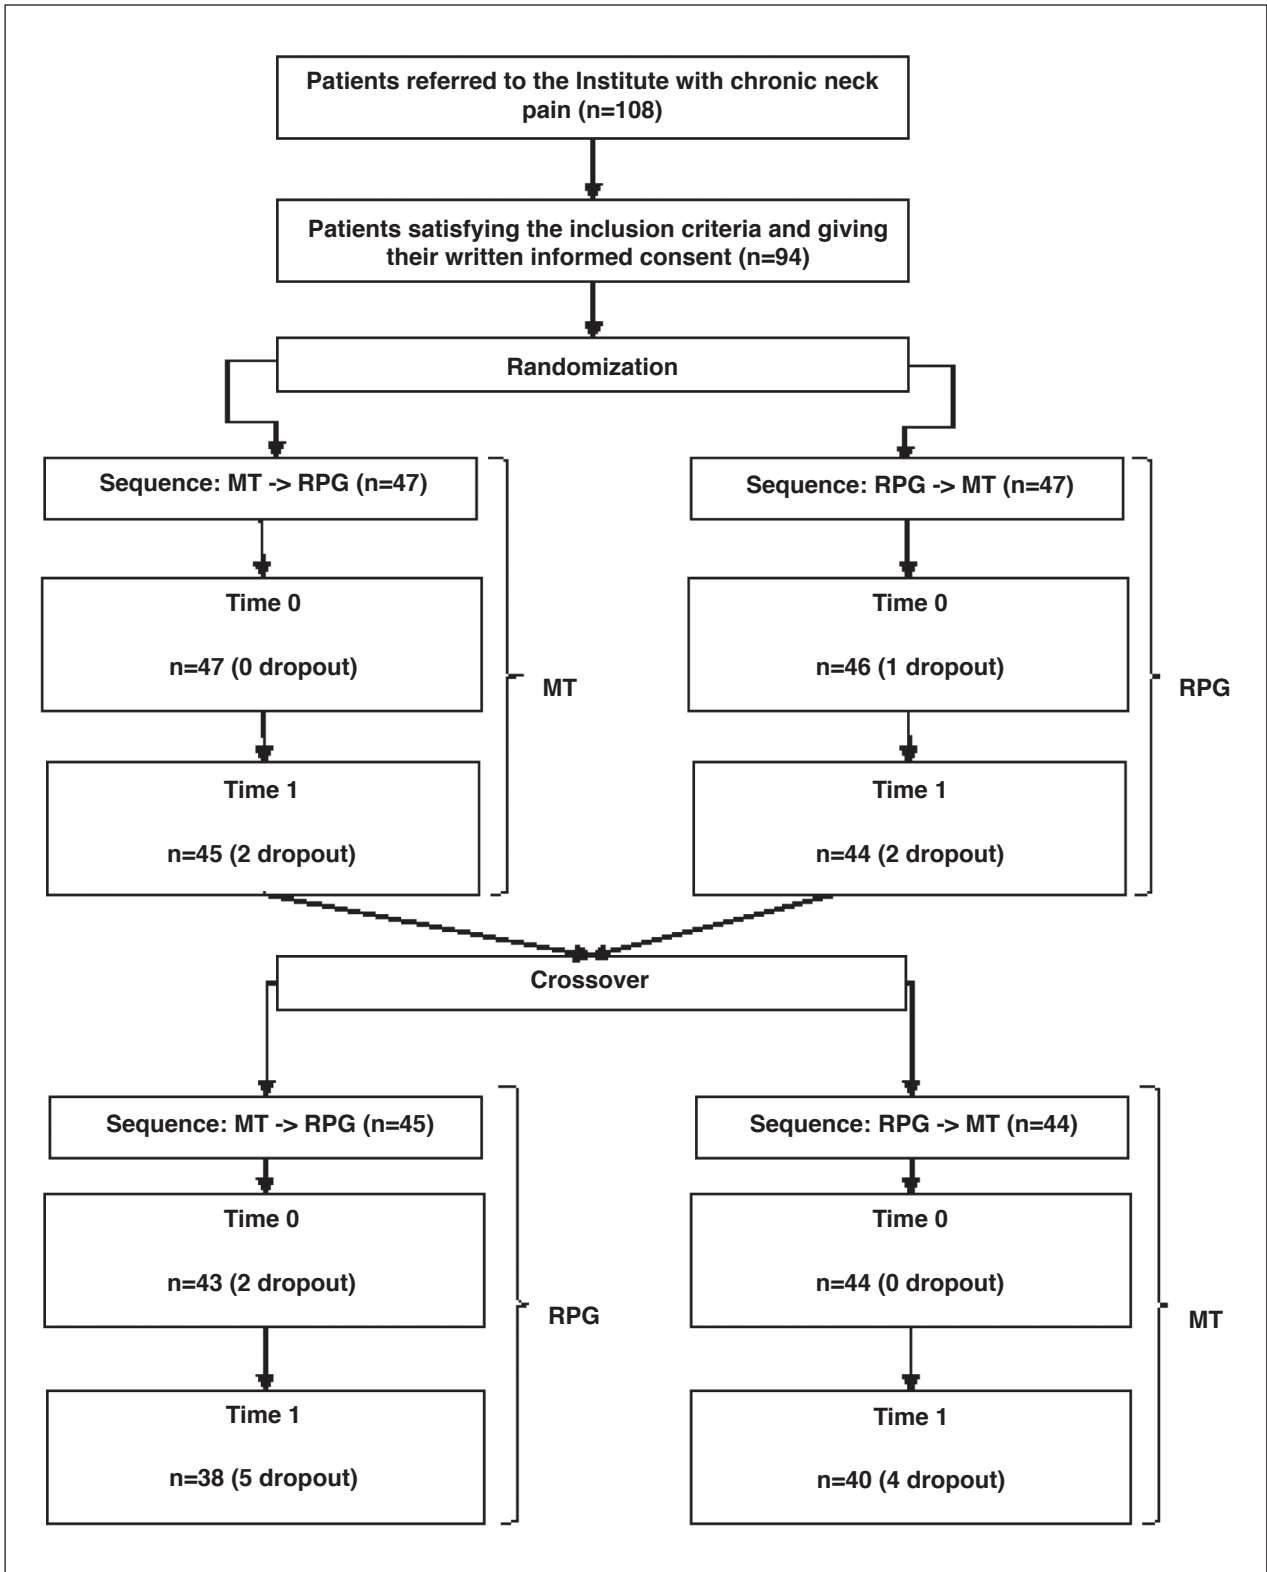 Patients referred to the Institute with chronic neck
pain (n=108)
Patients satisfying the inclusion criteria and giving
their written informed consent (n=94)
Randomization
Sequence: MT -> RPG (n=47)
Sequence: RPG -> MT (n=47)
Time 0
n=47 (0 dropout)
Time 0
n=46 (1 dropout)
MT
RPG
Time 1
n=45 (2 dropout)
Time 1
n=44 (2 dropout)
Crossover
Sequence: MT -> RPG (n=45)
Sequence: RPG -> MT (n=44)
Time 0
n=43 (2 dropout)
Time 0
n=44 (0 dropout)
RPG
MT
Time 1
n=38 (5 dropout)
Time 1
n=40 (4 dropout)